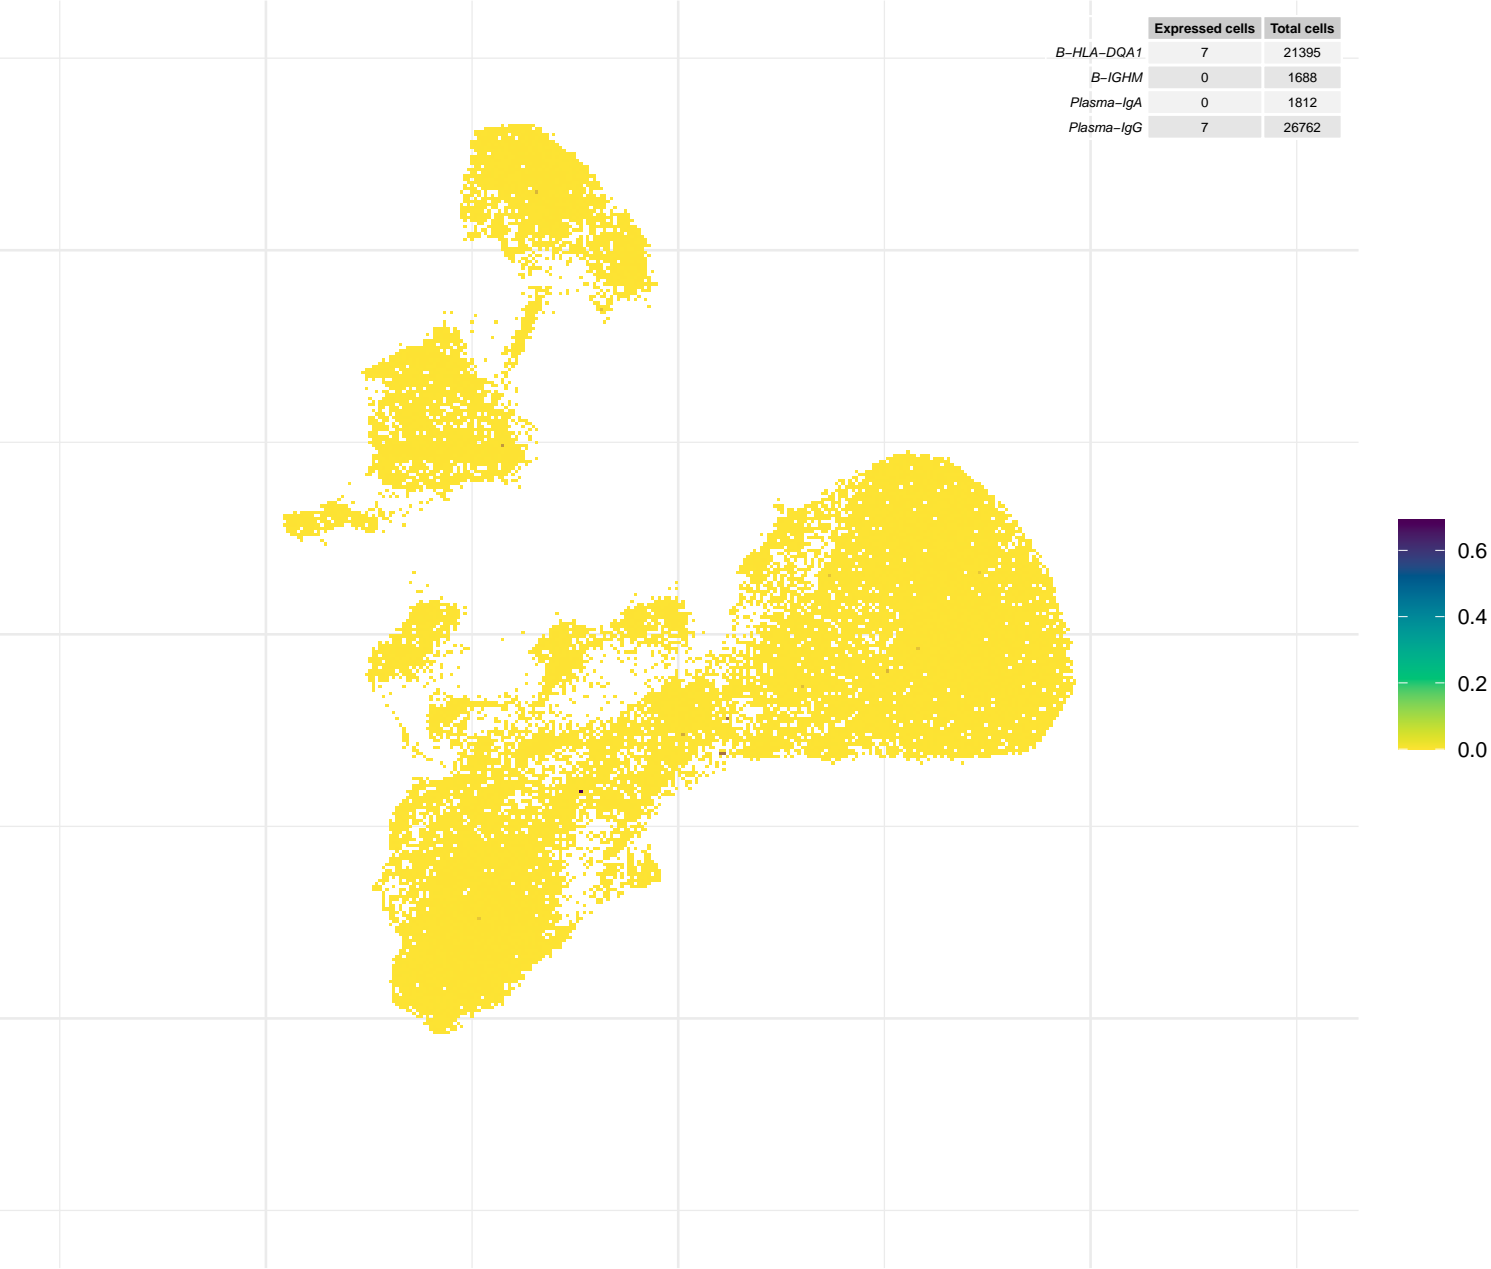 Expressed cells Total cells
B−HLA−DQA1 7 21395
B−IGHM 0 1688
Plasma−IgA 0 1812
Plasma−IgG 7 26762
0.6
0.4
0.2
0.0